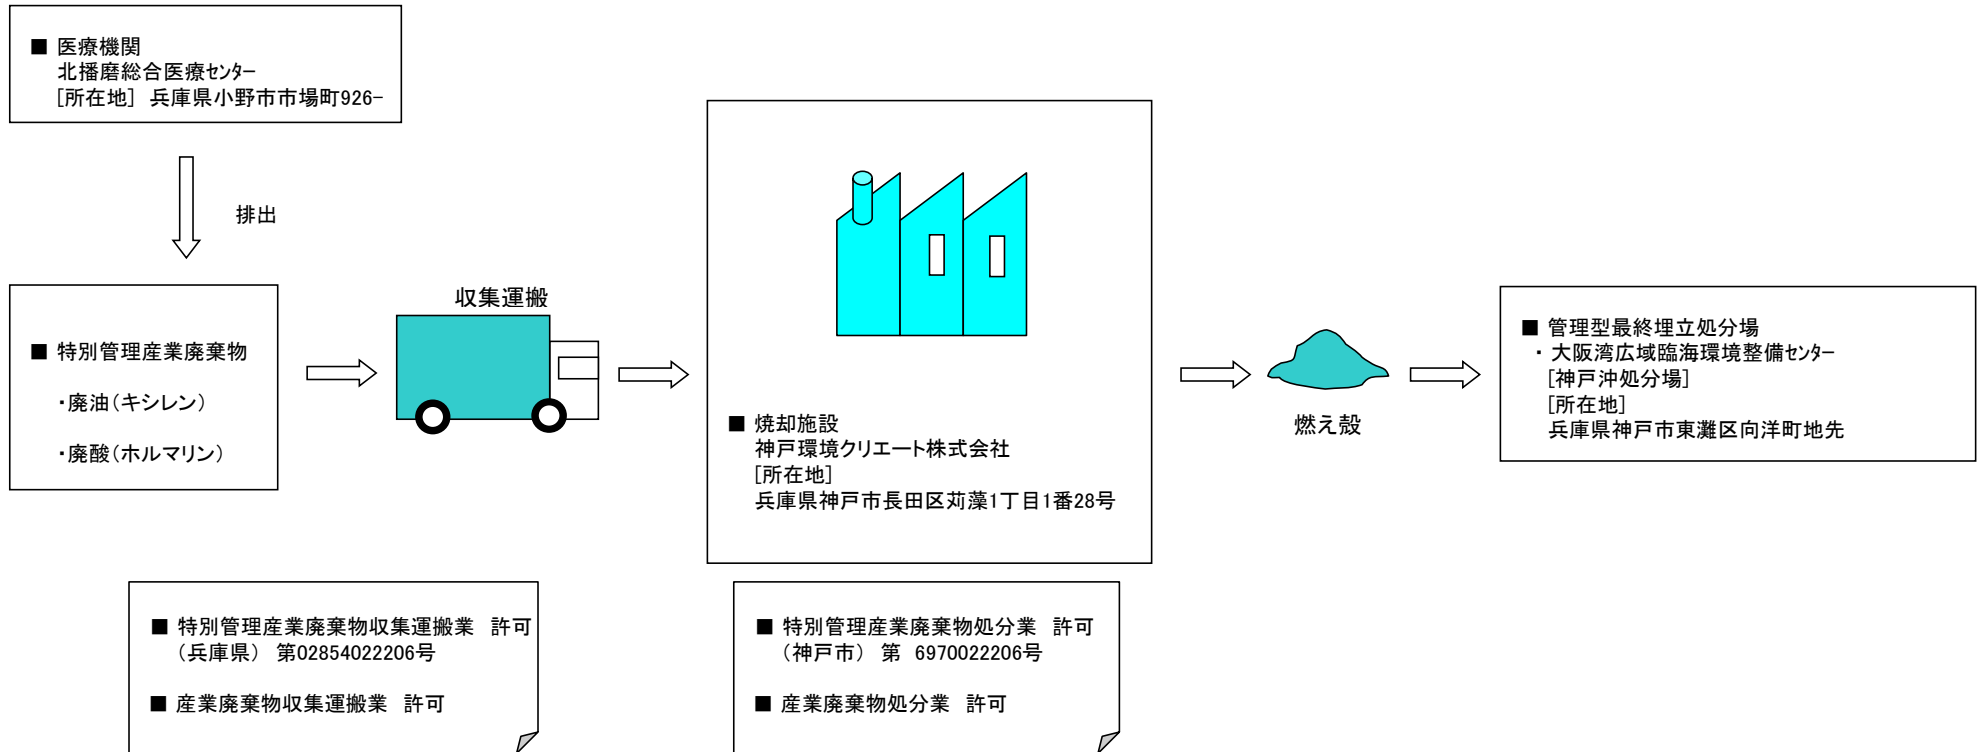 ■ 医療機関
北播磨総合医療センター
[所在地] 兵庫県小野市市場町926-
排出
■ 特別管理産業廃棄物
・廃油(キシレン)
・廃酸(ホルマリン)
収集運搬
■ 焼却施設
神戸環境クリエート株式会社
[所在地]
兵庫県神戸市長田区苅藻1丁目1番28号
燃え殻
■ 管理型最終埋立処分場
・ 大阪湾広域臨海環境整備センター
[神戸沖処分場]
[所在地]
兵庫県神戸市東灘区向洋町地先
■ 特別管理産業廃棄物収集運搬業 許可
(兵庫県) 第02854022206号
■ 産業廃棄物収集運搬業 許可
■ 特別管理産業廃棄物処分業 許可
(神戸市) 第 6970022206号
■ 産業廃棄物処分業 許可